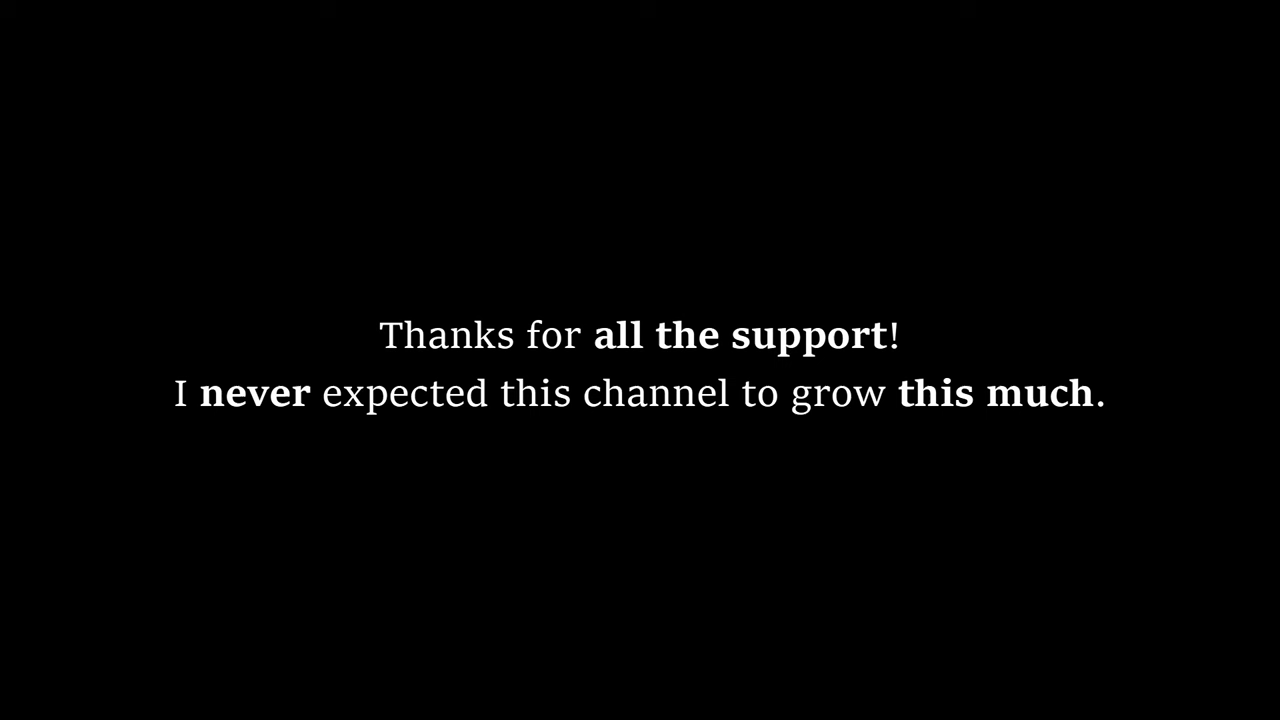 Thanks for all the support!
I never expected this channel to grow this much.